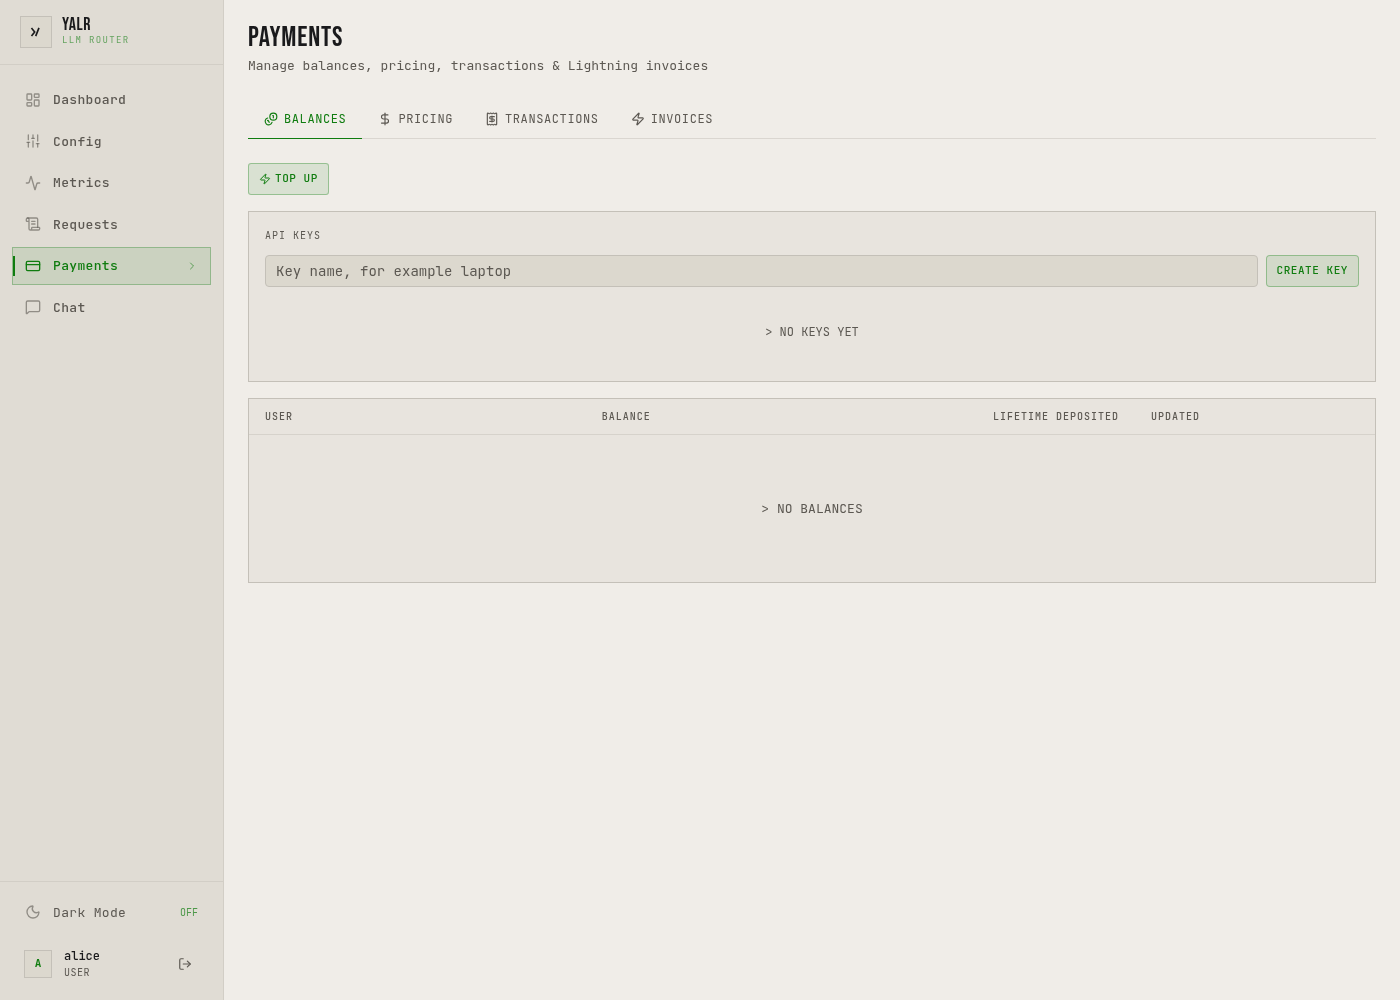 YALR
LLM ROUTER
Dashboard
Config
Metrics
Requests
Payments
Chat
Dark Mode OFF
A
alice
USER
PAYMENTS
Manage balances, pricing, transactions & Lightning invoices
BALANCES
PRICING
TRANSACTIONS
INVOICES
TOP UP
API KEYS
Key name, for example laptop
CREATE KEY
> NO KEYS YET
USER BALANCE LIFETIME DEPOSITED UPDATED
> NO BALANCES